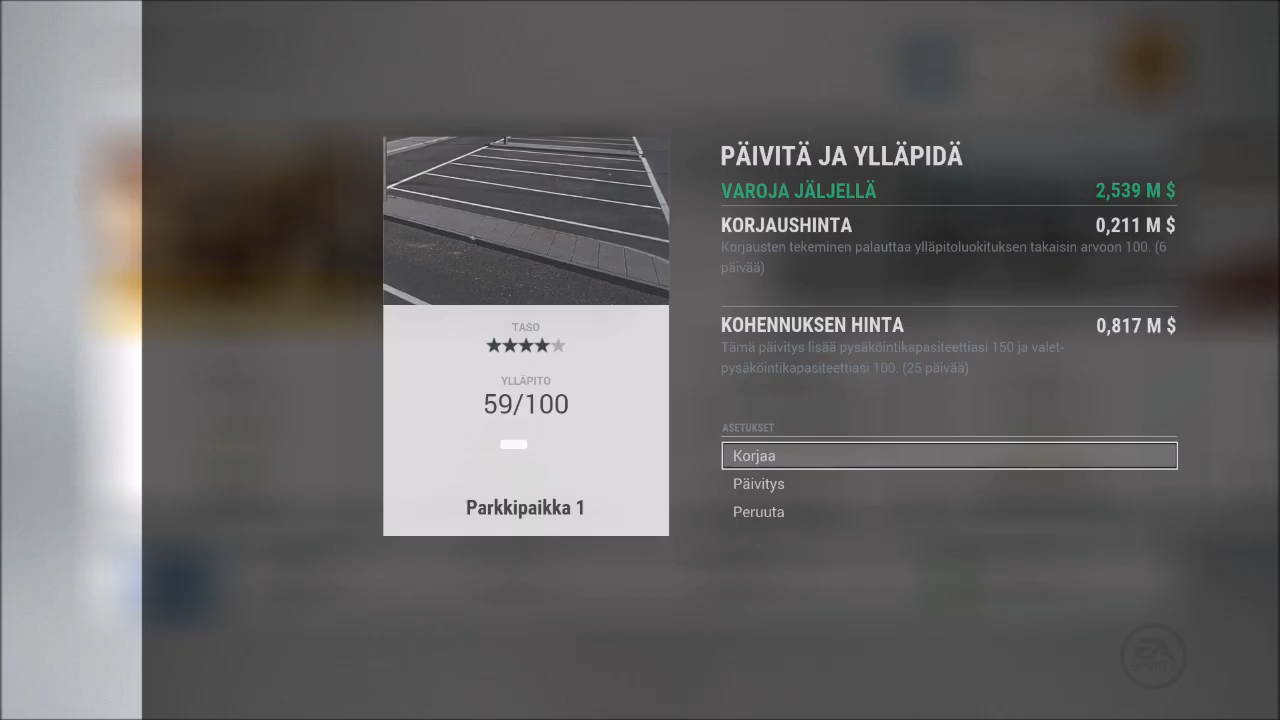 PÄIVITÄ JA YLLÄPIDÄ
VAROJA JÄLJELLÄ 2,539 M $
KORJAUSHINTA 0,211 M $
Korjausten tekeminen palauttaa ylläpitoluokituksen takaisin arvoon 100. (6
päivää)
KOHENNUKSEN HINTA 0,817 M $
Tämä päivitys lisää pysäköintikapasiteettiasi 150 ja valet-
pysäköintikapasiteettiasi 100. (25 päivää)
ASETUKSET
Korjaa
Päivitys
Peruuta
TASO
YLLÄPITO
59/100
Parkkipaikka 1
EA
SPORTS